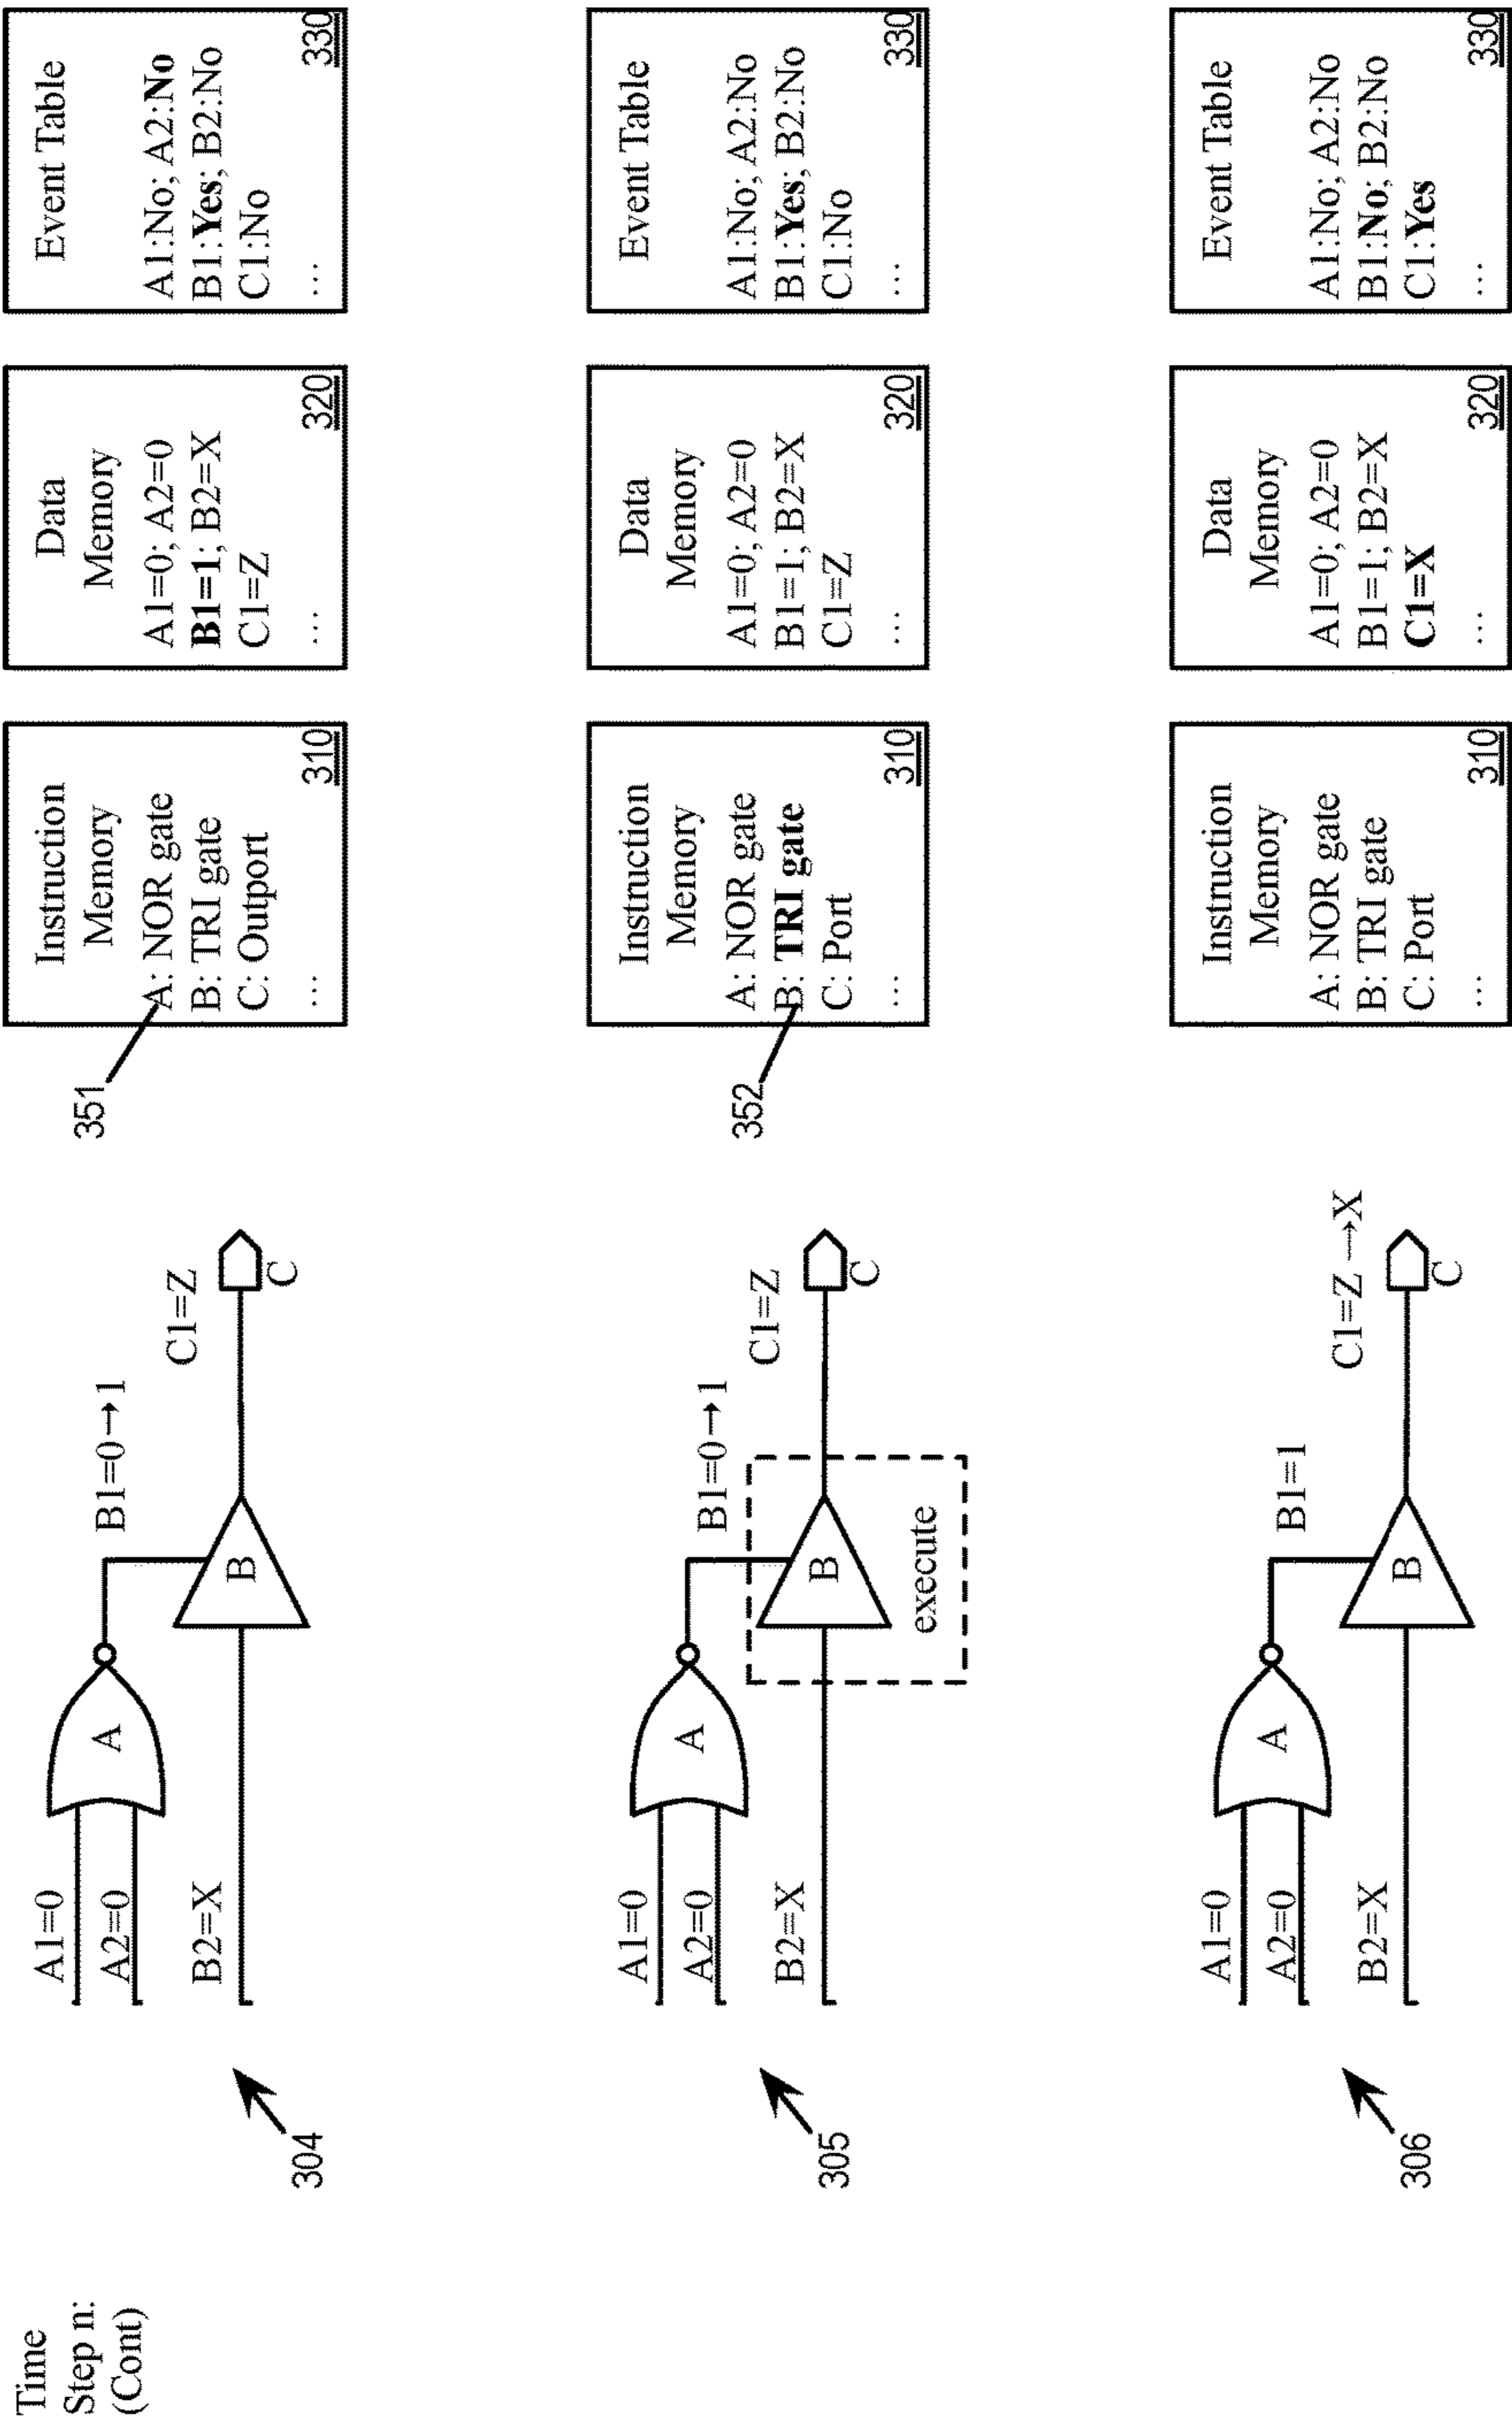 Time
Step n:
(Cont)
304
A1=0
A2=0
B2=X
A
B
B1=0→1
C1=Z
C
351
Instruction
Memory
A: NOR gate
B: TRI gate
C: Outport
...
310
Data
Memory
A1=0; A2=0
B1=1; B2=X
C1=Z
...
320
Event Table
A1:No; A2:No
B1:Yes; B2:No
C1:No
...
330
305
A1=0
A2=0
B2=X
A
B
execute
B1=0→1
C1=Z
C
352
Instruction
Memory
A: NOR gate
B: TRI gate
C: Port
...
310
Data
Memory
A1=0; A2=0
B1=1; B2=X
C1=Z
...
320
Event Table
A1:No; A2:No
B1:Yes; B2:No
C1:No
...
330
306
A1=0
A2=0
B2=X
A
B
B1=1
C1=Z→X
C
Instruction
Memory
A: NOR gate
B: TRI gate
C: Port
...
310
Data
Memory
A1=0; A2=0
B1=1; B2=X
C1=X
...
320
Event Table
A1:No; A2:No
B1:No; B2:No
C1:Yes
...
330